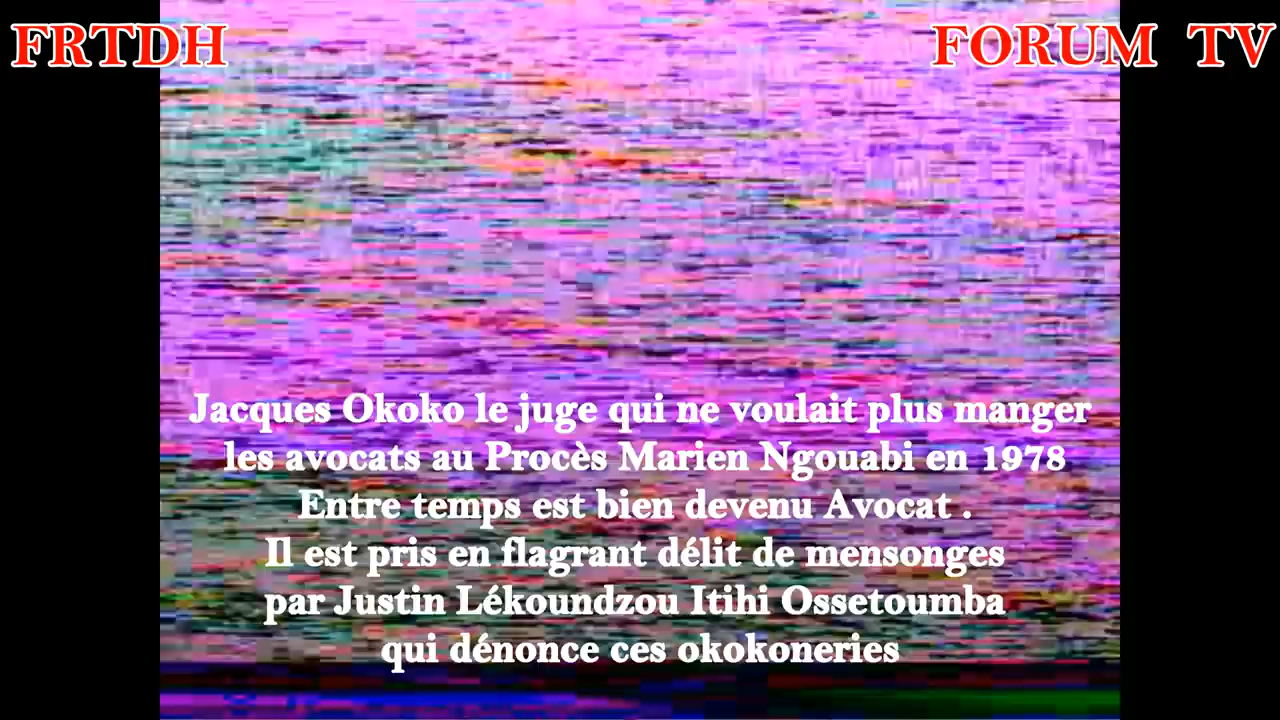 FRTDH
FORUM TV
Jacques Okoko le juge qui ne voulait plus manger
les avocats au Procès Marien Ngouabi en 1978
Entre temps est bien devenu Avocat .
Il est pris en flagrant délit de mensonges
par Justin Lékoundzou Itihi Ossetoumba
qui dénonce ces okokoneries